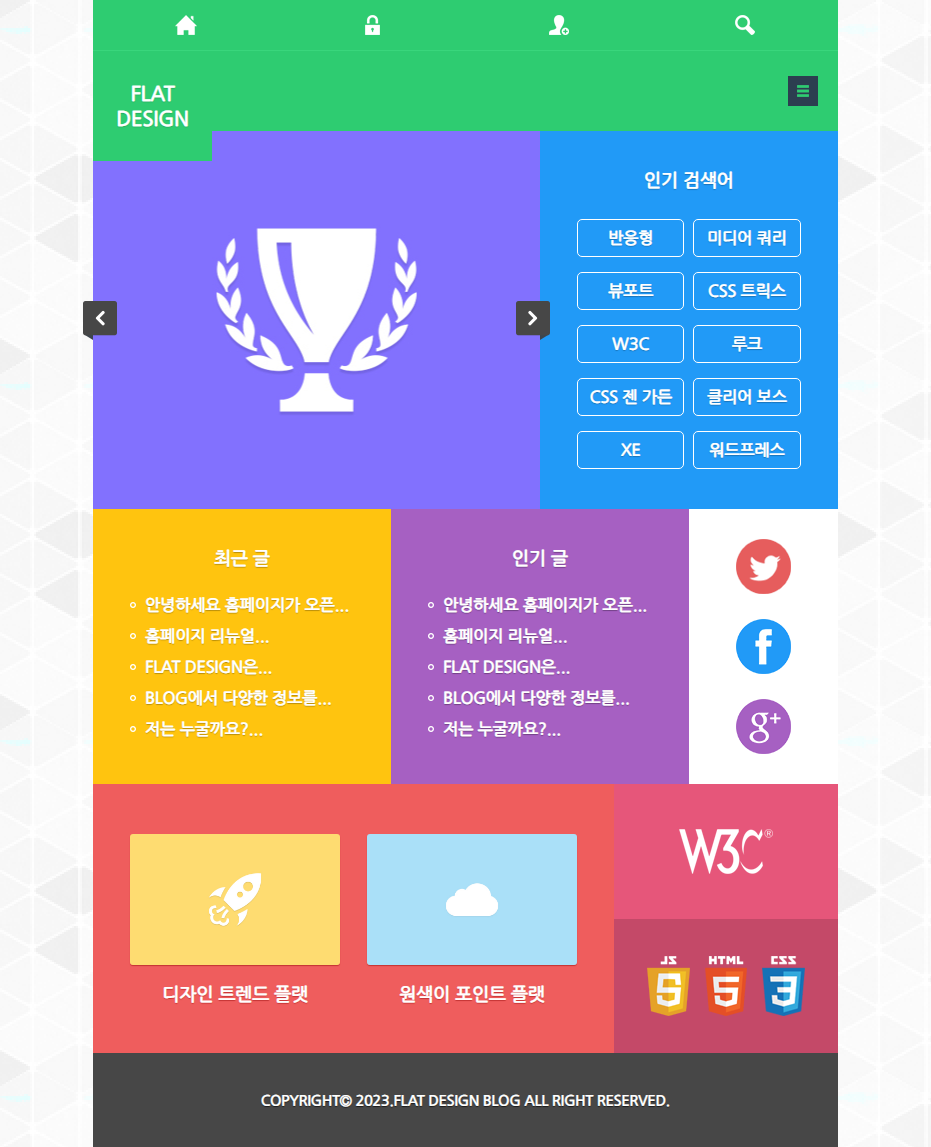 FLAT
DESIGN
인기 검색어
반응형
미디어 쿼리
뷰포트
CSS 트릭스
W3C
루크
CSS 젠 가든
클리어 보스
XE
워드프레스
최근 글
안녕하세요 홈페이지가 오픈...
홈페이지 리뉴얼...
FLAT DESIGN은...
BLOG에서 다양한 정보를...
저는 누굴까요?...
인기 글
안녕하세요 홈페이지가 오픈...
홈페이지 리뉴얼...
FLAT DESIGN은...
BLOG에서 다양한 정보를...
저는 누굴까요?...
g+
디자인 트렌드 플랫
원색이 포인트 플랫
W3C®
JS
HTML
CSS
5
5
3
COPYRIGHT© 2023.FLAT DESIGN BLOG ALL RIGHT RESERVED.